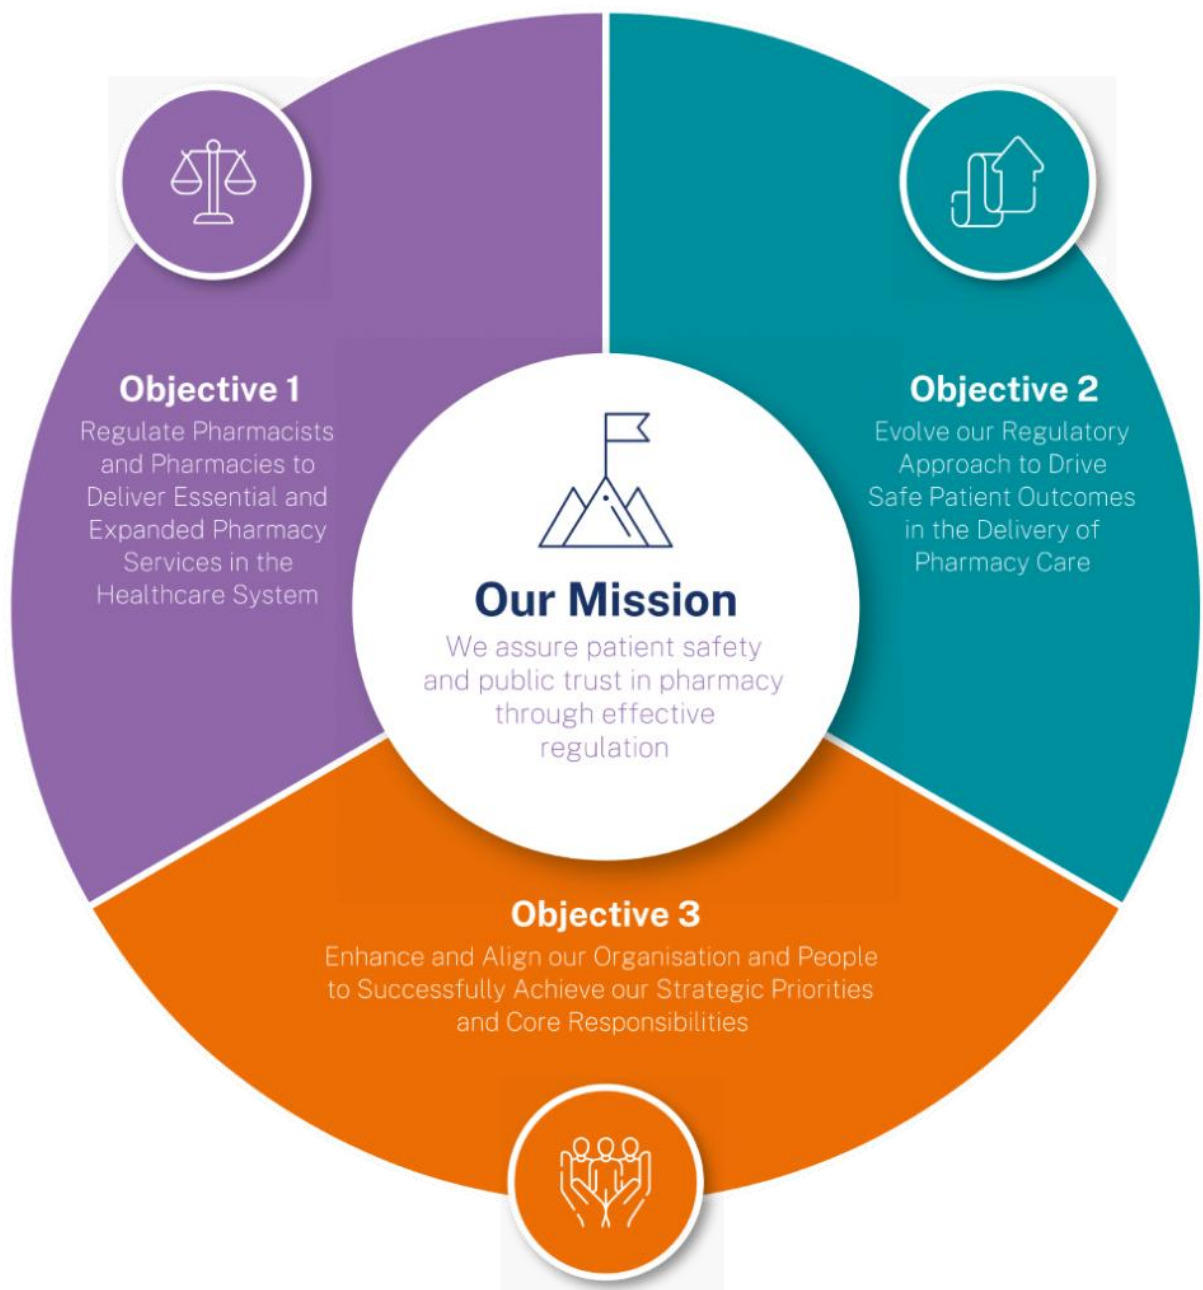 Objective 1
Regulate Pharmacists
and Pharmacies to
Deliver Essential and
Expanded Pharmacy
Services in the
Healthcare System
Objective 2
Evolve our Regulatory
Approach to Drive
Safe Patient Outcomes
in the Delivery of
Pharmacy Care
Our Mission
We assure patient safety
and public trust in pharmacy
through effective
regulation
Objective 3
Enhance and Align our Organisation and People
to Successfully Achieve our Strategic Priorities
and Core Responsibilities